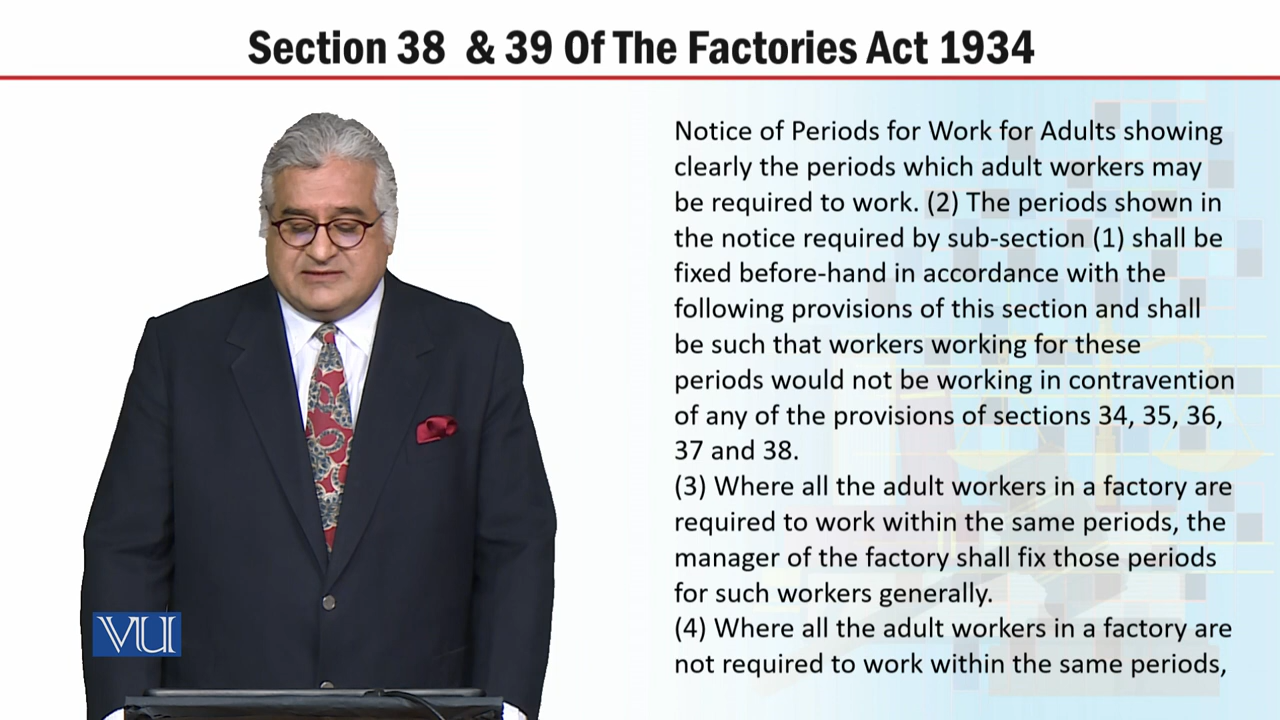 Section 38 & 39 Of The Factories Act 1934
Notice of Periods for Work for Adults showing
clearly the periods which adult workers may
be required to work. (2) The periods shown in
the notice required by sub-section (1) shall be
fixed before-hand in accordance with the
following provisions of this section and shall
be such that workers working for these
periods would not be working in contravention
of any of the provisions of sections 34, 35, 36,
37 and 38.
(3) Where all the adult workers in a factory are
required to work within the same periods, the
manager of the factory shall fix those periods
for such workers generally.
(4) Where all the adult workers in a factory are
not required to work within the same periods,
VU